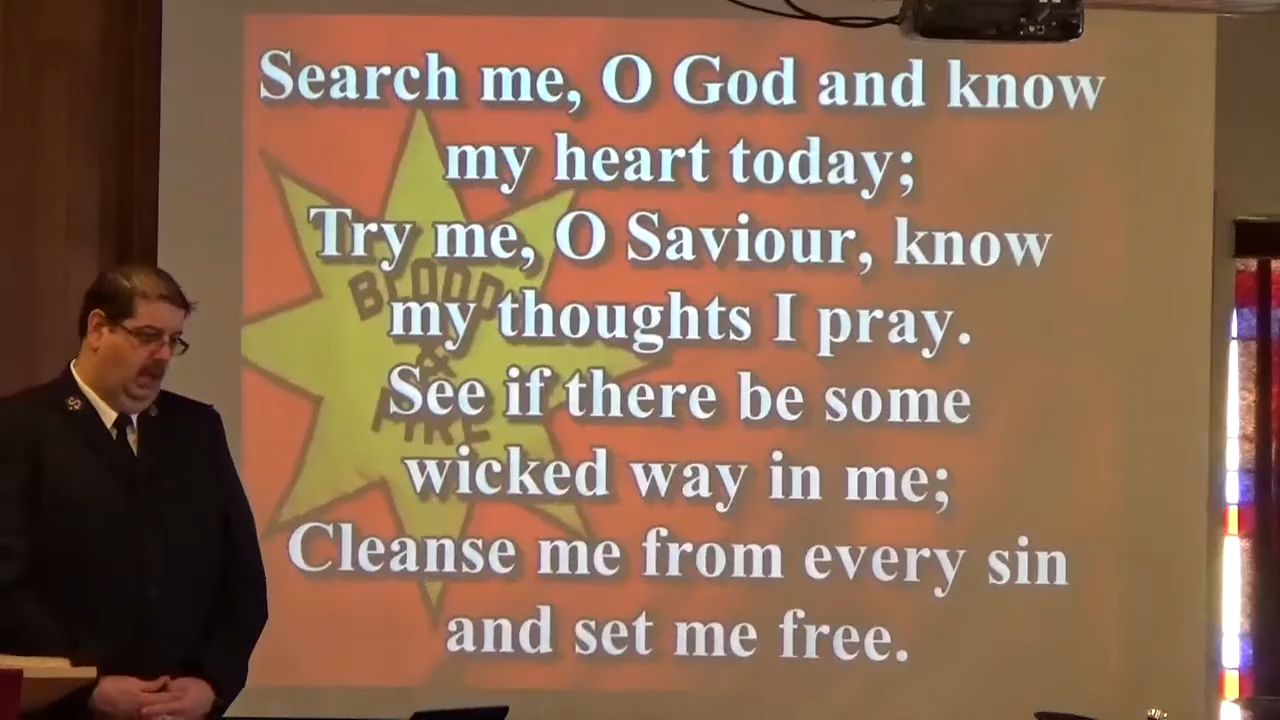 Search me, O God and know
my heart today;
Try me, O Saviour, know
my thoughts I pray.
See if there be some
wicked way in me;
Cleanse me from every sin
and set me free.
BLOOD
&
FIRE
S